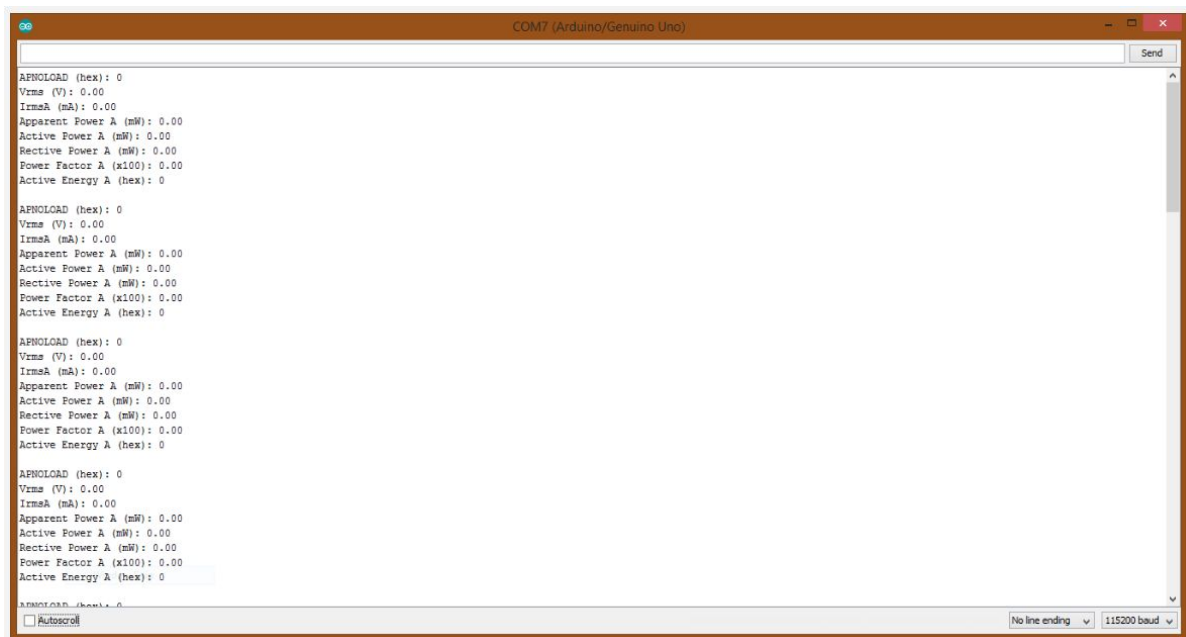 COM7 (Arduino/Genuino Uno)
Send
APNOLOAD (hex): 0
Vrms (V): 0.00
IrmsA (mA): 0.00
Apparent Power A (mW): 0.00
Active Power A (mW): 0.00
Rective Power A (mW): 0.00
Power Factor A (x100): 0.00
Active Energy A (hex): 0
APNOLOAD (hex): 0
Vrms (V): 0.00
IrmsA (mA): 0.00
Apparent Power A (mW): 0.00
Active Power A (mW): 0.00
Rective Power A (mW): 0.00
Power Factor A (x100): 0.00
Active Energy A (hex): 0
APNOLOAD (hex): 0
Vrms (V): 0.00
IrmsA (mA): 0.00
Apparent Power A (mW): 0.00
Active Power A (mW): 0.00
Rective Power A (mW): 0.00
Power Factor A (x100): 0.00
Active Energy A (hex): 0
APNOLOAD (hex): 0
Vrms (V): 0.00
IrmsA (mA): 0.00
Apparent Power A (mW): 0.00
Active Power A (mW): 0.00
Rective Power A (mW): 0.00
Power Factor A (x100): 0.00
Active Energy A (hex): 0
APNOLOAD (hex): 0
Autoscroll
No line ending
115200 baud